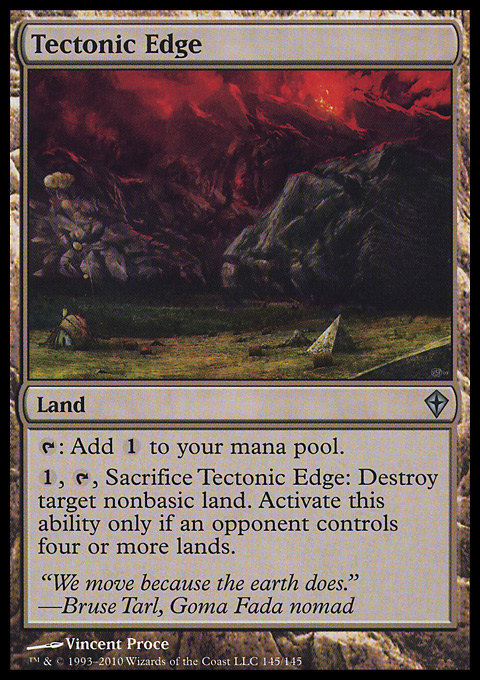 Tectonic Edge
Land
: Add 1 to your mana pool.
1, , Sacrifice Tectonic Edge: Destroy
target nonbasic land. Activate this
ability only if an opponent controls
four or more lands.
“We move because the earth does.”
—Bruse Tarl, Goma Fada nomad
Vincent Proce
™ & © 1993–2010 Wizards of the Coast LLC 145/145